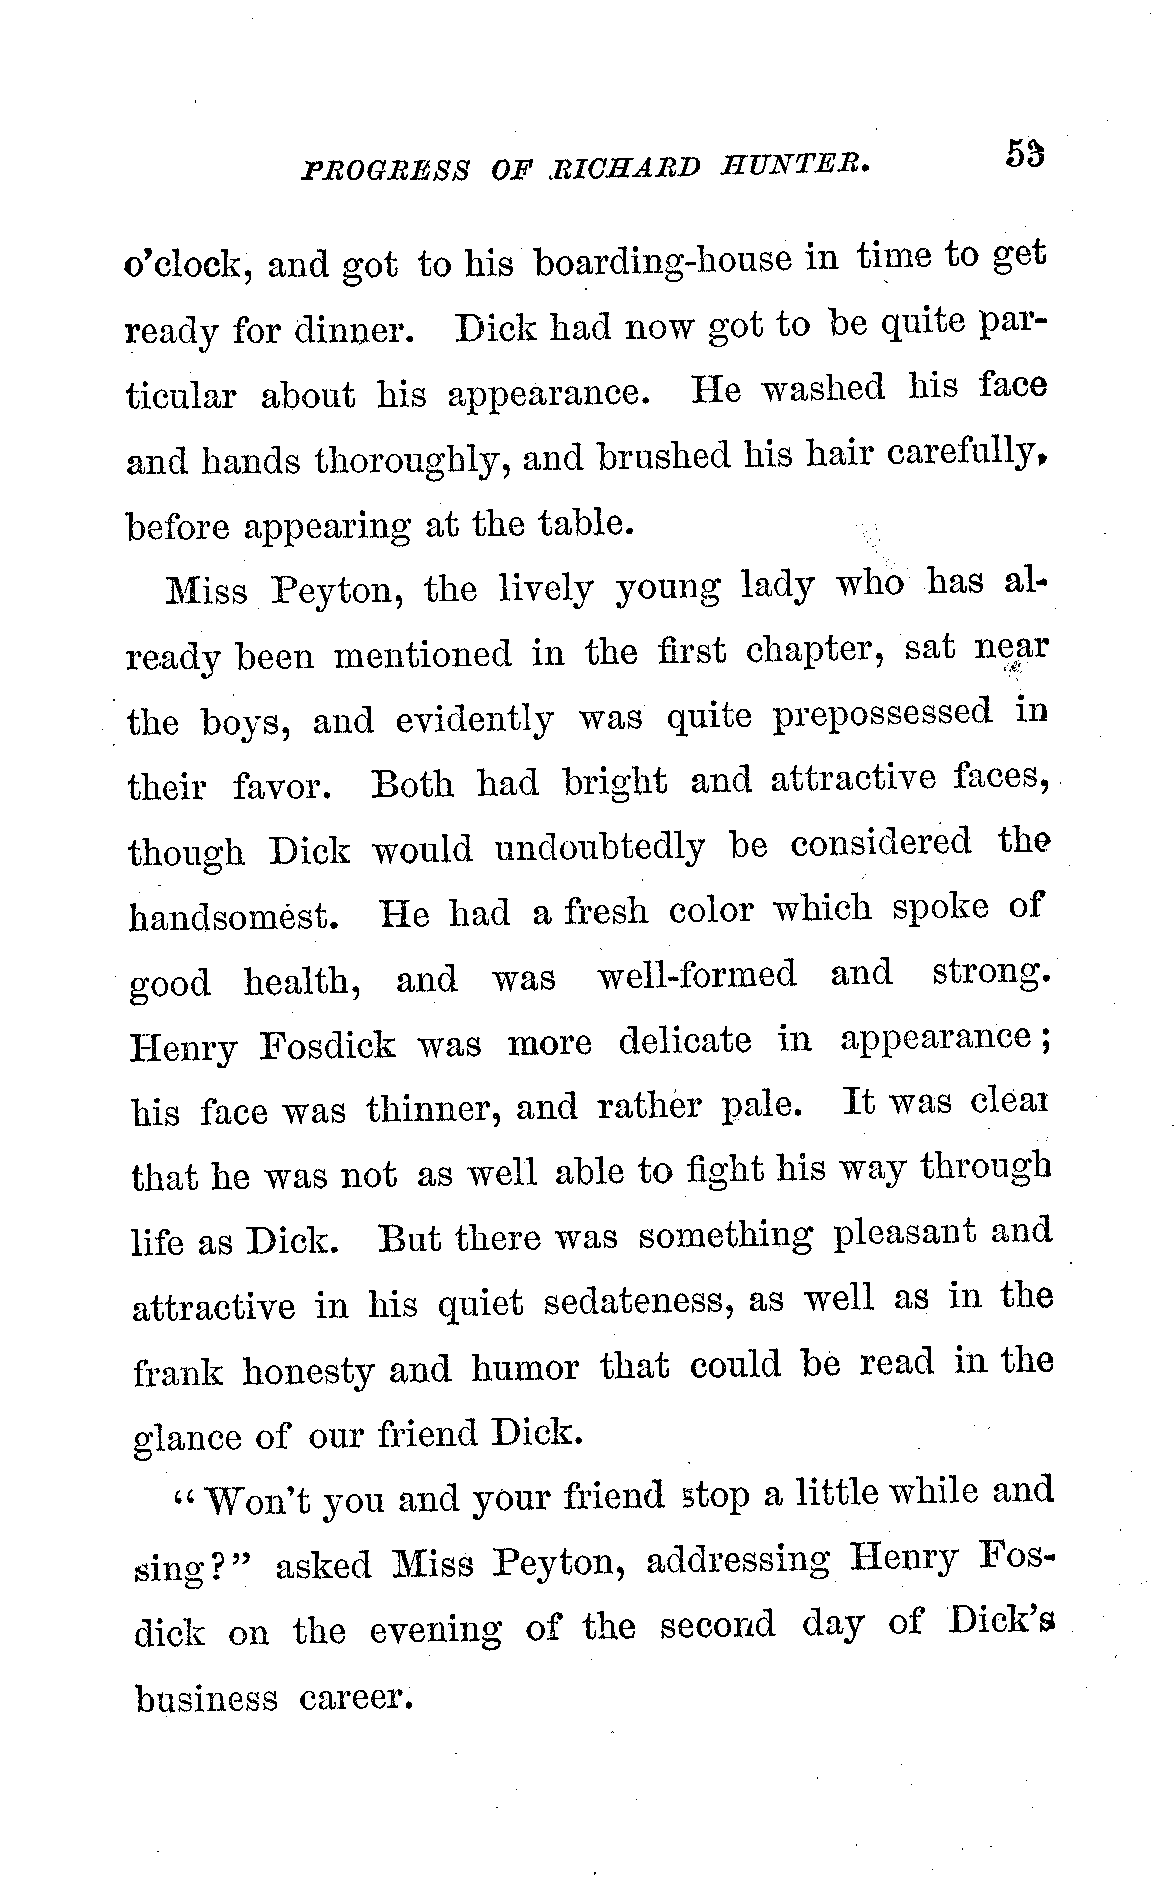 PROGRESS OF RICHARD HUNTER. 53
o'clock, and got to his boarding-house in time to get
ready for dinner. Dick had now got to be quite par-
ticular about his appearance. He washed his face
and hands thoroughly, and brushed his hair carefully,
before appearing at the table.
Miss Peyton, the lively young lady who has al-
ready been mentioned in the first chapter, sat near
the boys, and evidently was quite prepossessed in
their favor. Both had bright and attractive faces,
though Dick would undoubtedly be considered the
handsomest. He had a fresh color which spoke of
good health, and was well-formed and strong.
Henry Fosdick was more delicate in appearance;
his face was thinner, and rather pale. It was clear
that he was not as well able to fight his way through
life as Dick. But there was something pleasant and
attractive in his quiet sedateness, as well as in the
frank honesty and humor that could be read in the
glance of our friend Dick.
"Won't you and your friend stop a little while and
sing?" asked Miss Peyton, addressing Henry Fos-
dick on the evening of the second day of Dick's
business career.